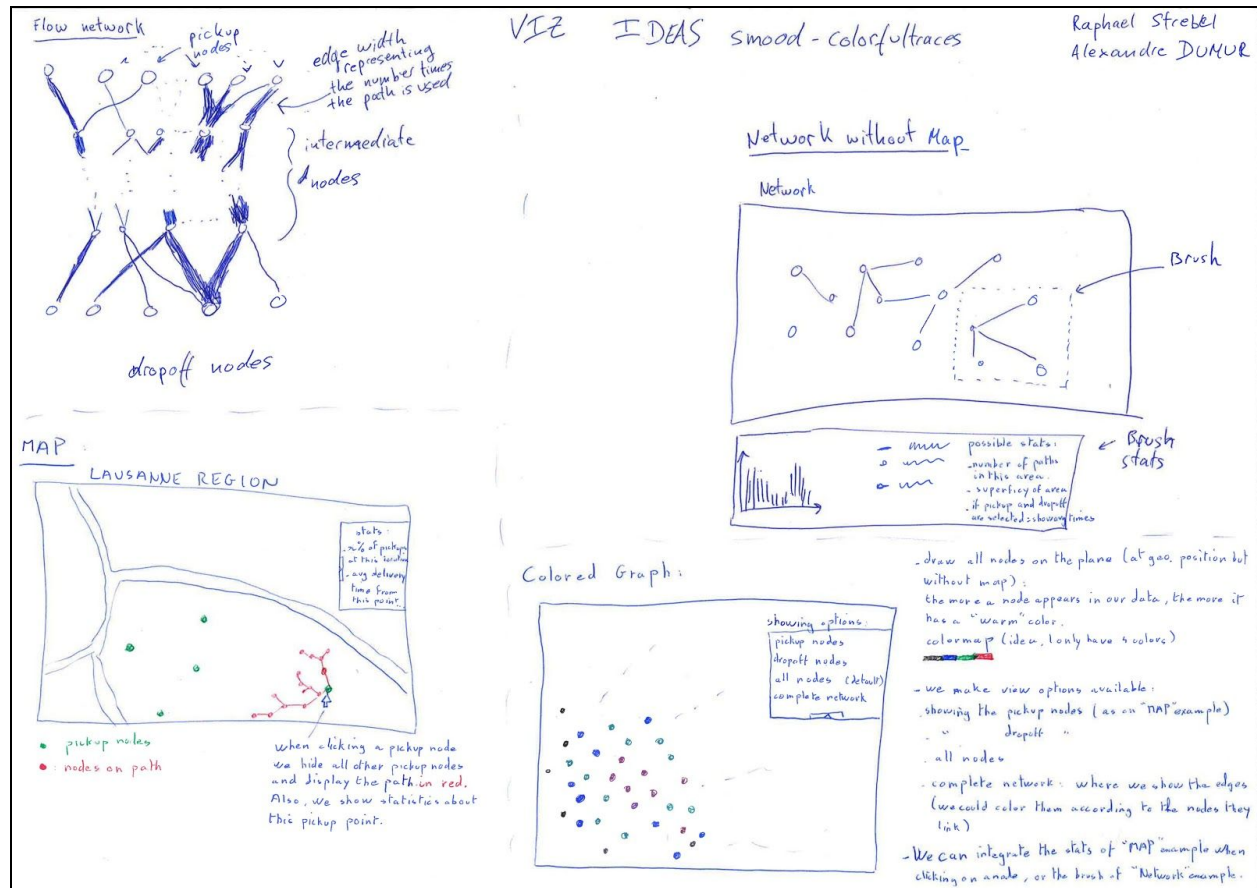 Flow network
pickup
nodes
edge width
representing
the number times
the path is used
intermediate
nodes
dropoff nodes
VIZ IDEAS smood-colorfultraces
Raphael Strebel
Alexandre DUMUR
Network without Map
Network
Brush
Brush
stats
possible stats:
- number of paths
in this area.
- superficy of area
- if pickup and dropoff
are selected: showing times
MAP:
LAUSANNE REGION
stats:
- % of pickups
at this location
- avg delivery
time from
this point.
pickup nodes
: nodes on path
when clicking a pickup node
we hide all other pickup nodes
and display the path in red.
Also, we show statistics about
this pickup point.
Colored Graph:
showing options:
pickup nodes
dropoff nodes
all nodes (default)
complete network
- draw all nodes on the plane (at geo. position but
without map):
the more a node appears in our data, the more it
has a "warm" color.
colormap (idea, I only have 4 colors)
- we make view options available:
. showing the pickup nodes (as on "MAP" example)
. " dropoff "
. all nodes
. complete network: where we show the edges
(we could color them according to the nodes they
link)
- We can integrate the stats of "MAP" example when
clicking on a node, or the brush of "Network" example.